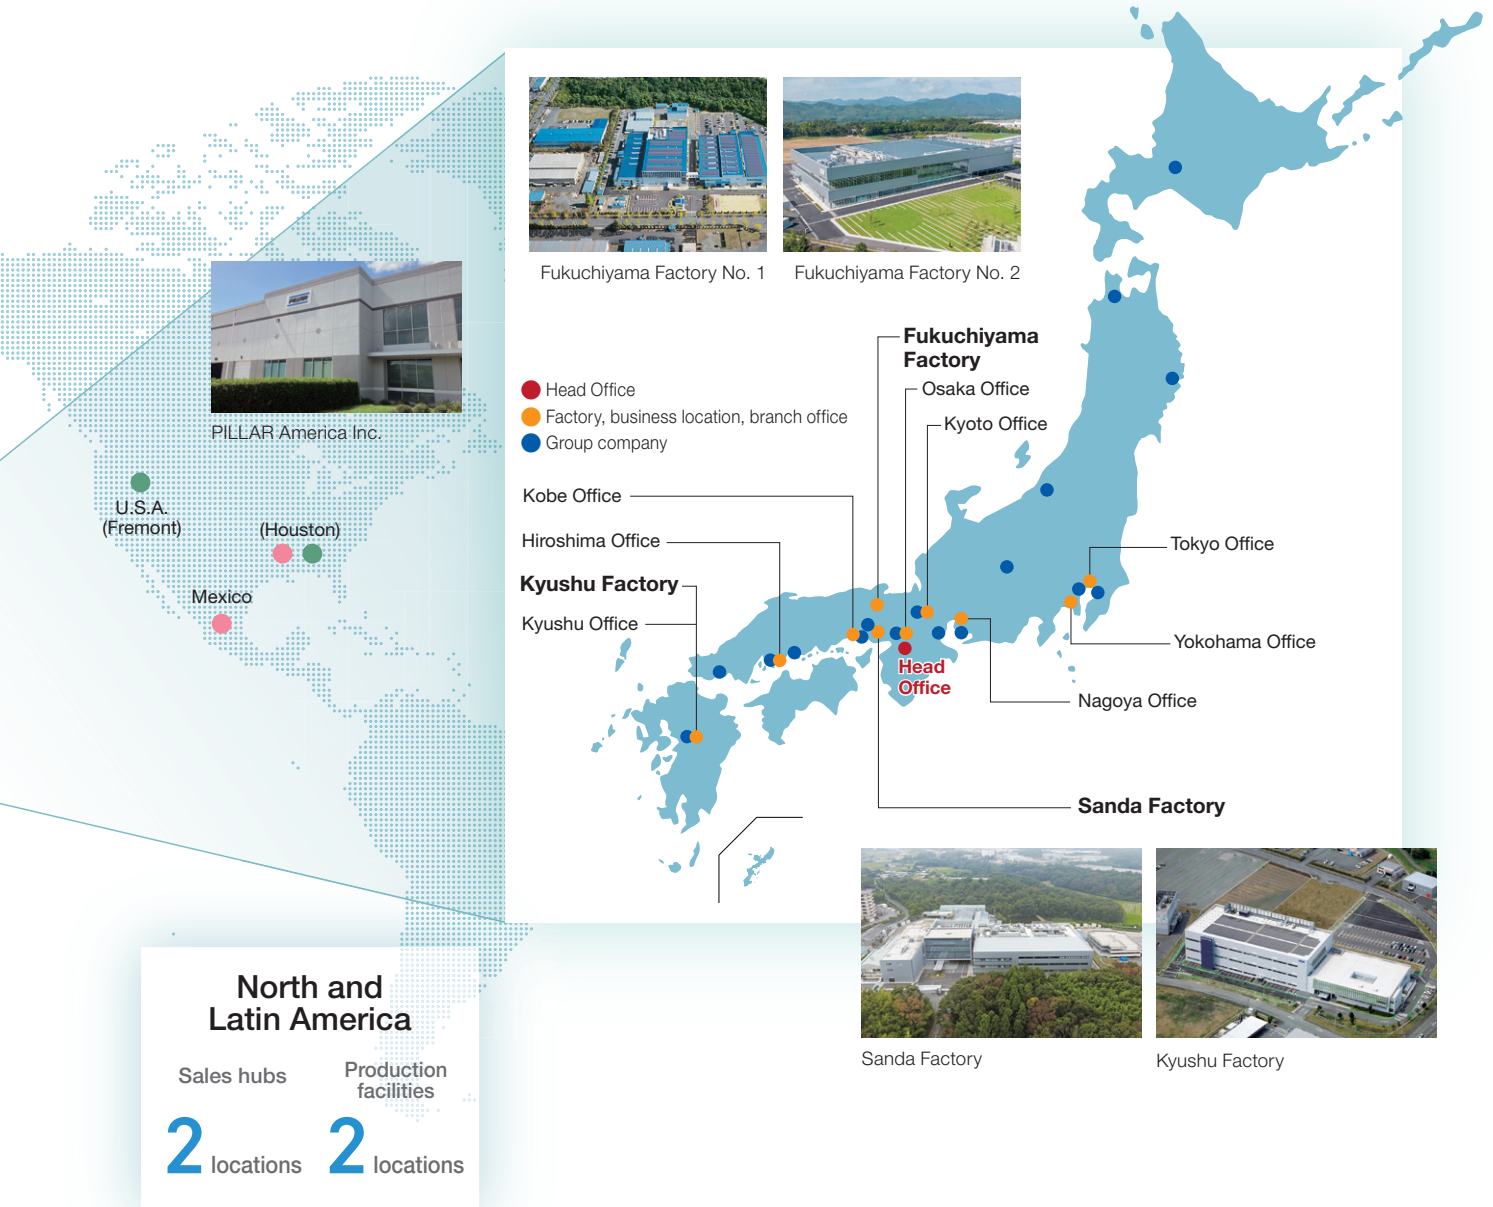 Fukuchiyama Factory No. 1
Fukuchiyama Factory No. 2
PILLAR America Inc.
U.S.A.
(Fremont)
(Houston)
Mexico
Head Office
Factory, business location, branch office
Group company
Fukuchiyama
Factory
Osaka Office
Kyoto Office
Kobe Office
Hiroshima Office
Kyushu Factory
Kyushu Office
Tokyo Office
Yokohama Office
Head
Office
Nagoya Office
Sanda Factory
Sanda Factory
Kyushu Factory
North and
Latin America
Sales hubs
2 locations
Production
facilities
2 locations